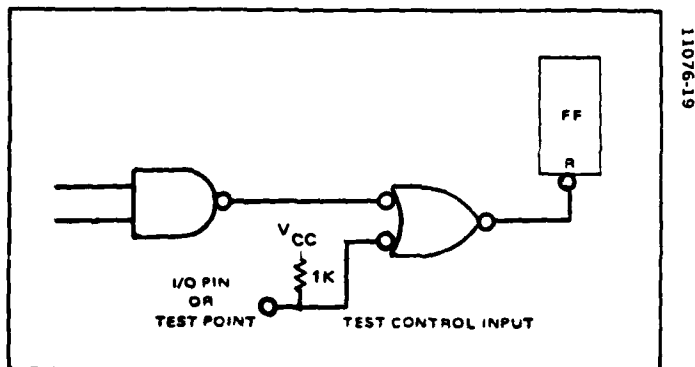 11076-19
FF
R
VCC
1K
I/O PIN
OR
TEST POINT
TEST CONTROL INPUT